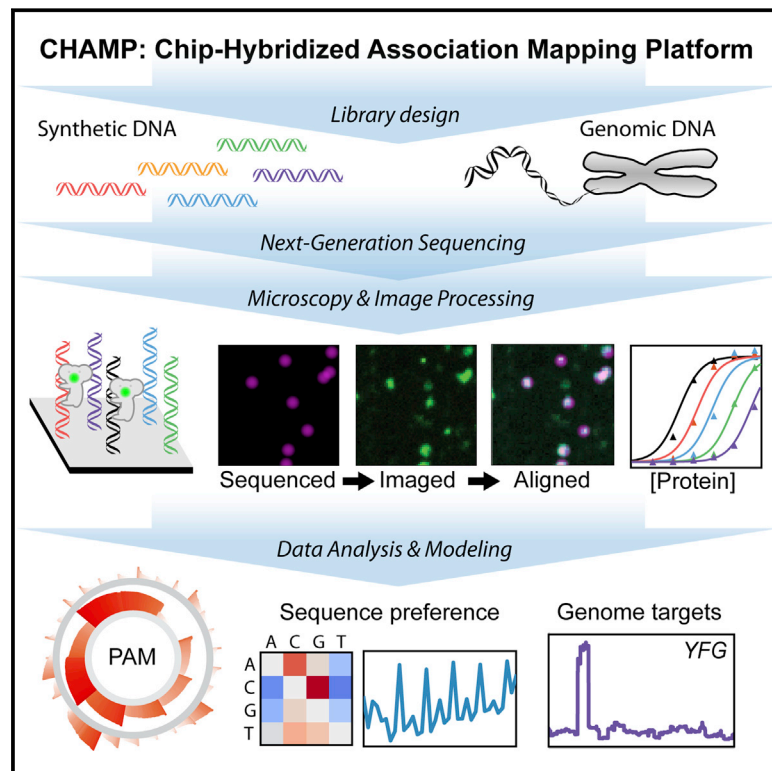 CHAMP: Chip-Hybridized Association Mapping Platform
Library design
Synthetic DNA
Genomic DNA
Next-Generation Sequencing
Microscopy & Image Processing
Sequenced
Imaged
Aligned
[Protein]
Data Analysis & Modeling
PAM
Sequence preference
A C G T
A
C
G
T
Genome targets
YFG